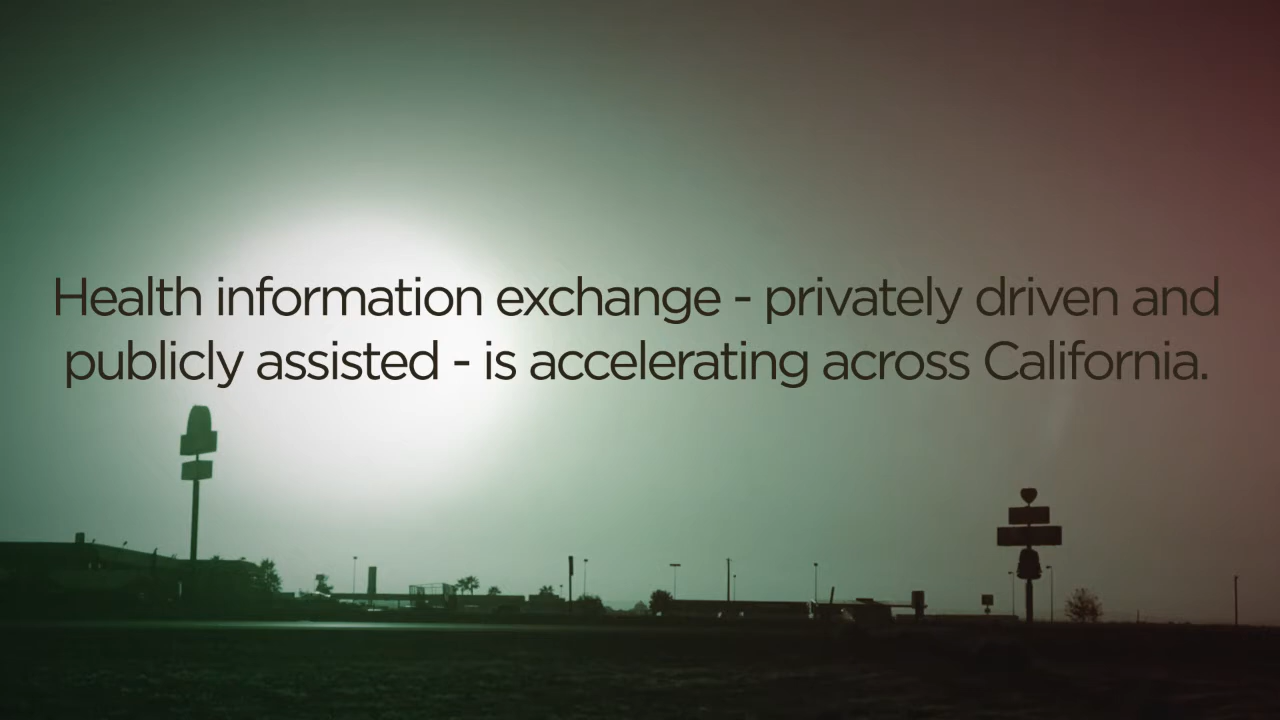 Health information exchange - privately driven and
publicly assisted - is accelerating across California.